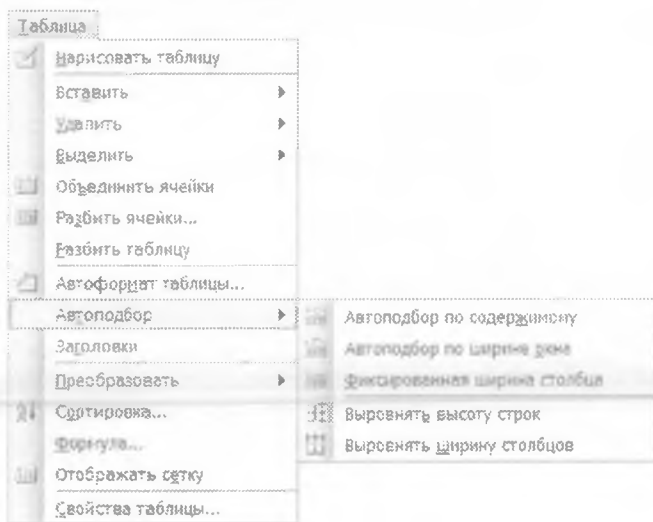 Таблица
Нарисовать таблицу
Вставить
Удалить
Выделить
Объединить ячейки
Разбить ячейки...
Разбить таблицу
Автоформат таблицы...
Автоподбор
Заголовки
Преобразовать
Сортировка...
Формула...
Отображать сетку
Свойства таблицы...
Автоподбор по содержимому
Автоподбор по ширине окна
Фиксированная ширина столбца
Выровнять высоту строк
Выровнять ширину столбцов